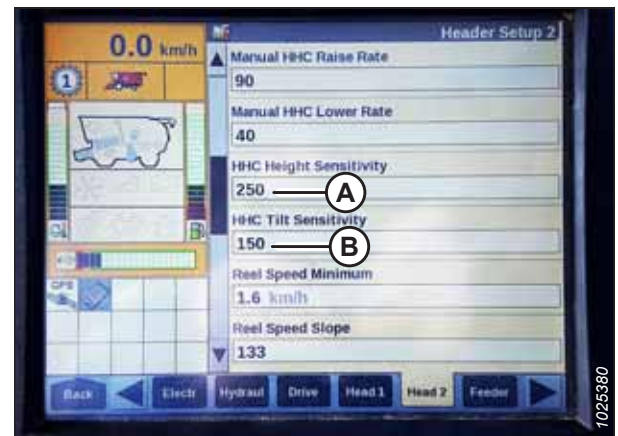 0.0 km/h
Header Setup 2
1
Manual HHC Raise Rate
90
Manual HHC Lower Rate
40
HHC Height Sensitivity
250
A
HHC Tilt Sensitivity
150
B
Reel Speed Minimum
1.6 km/h
Reel Speed Slope
133
GPS
Back
Electr
Hydraul
Drive
Head 1
Head 2
Feeder
1025380